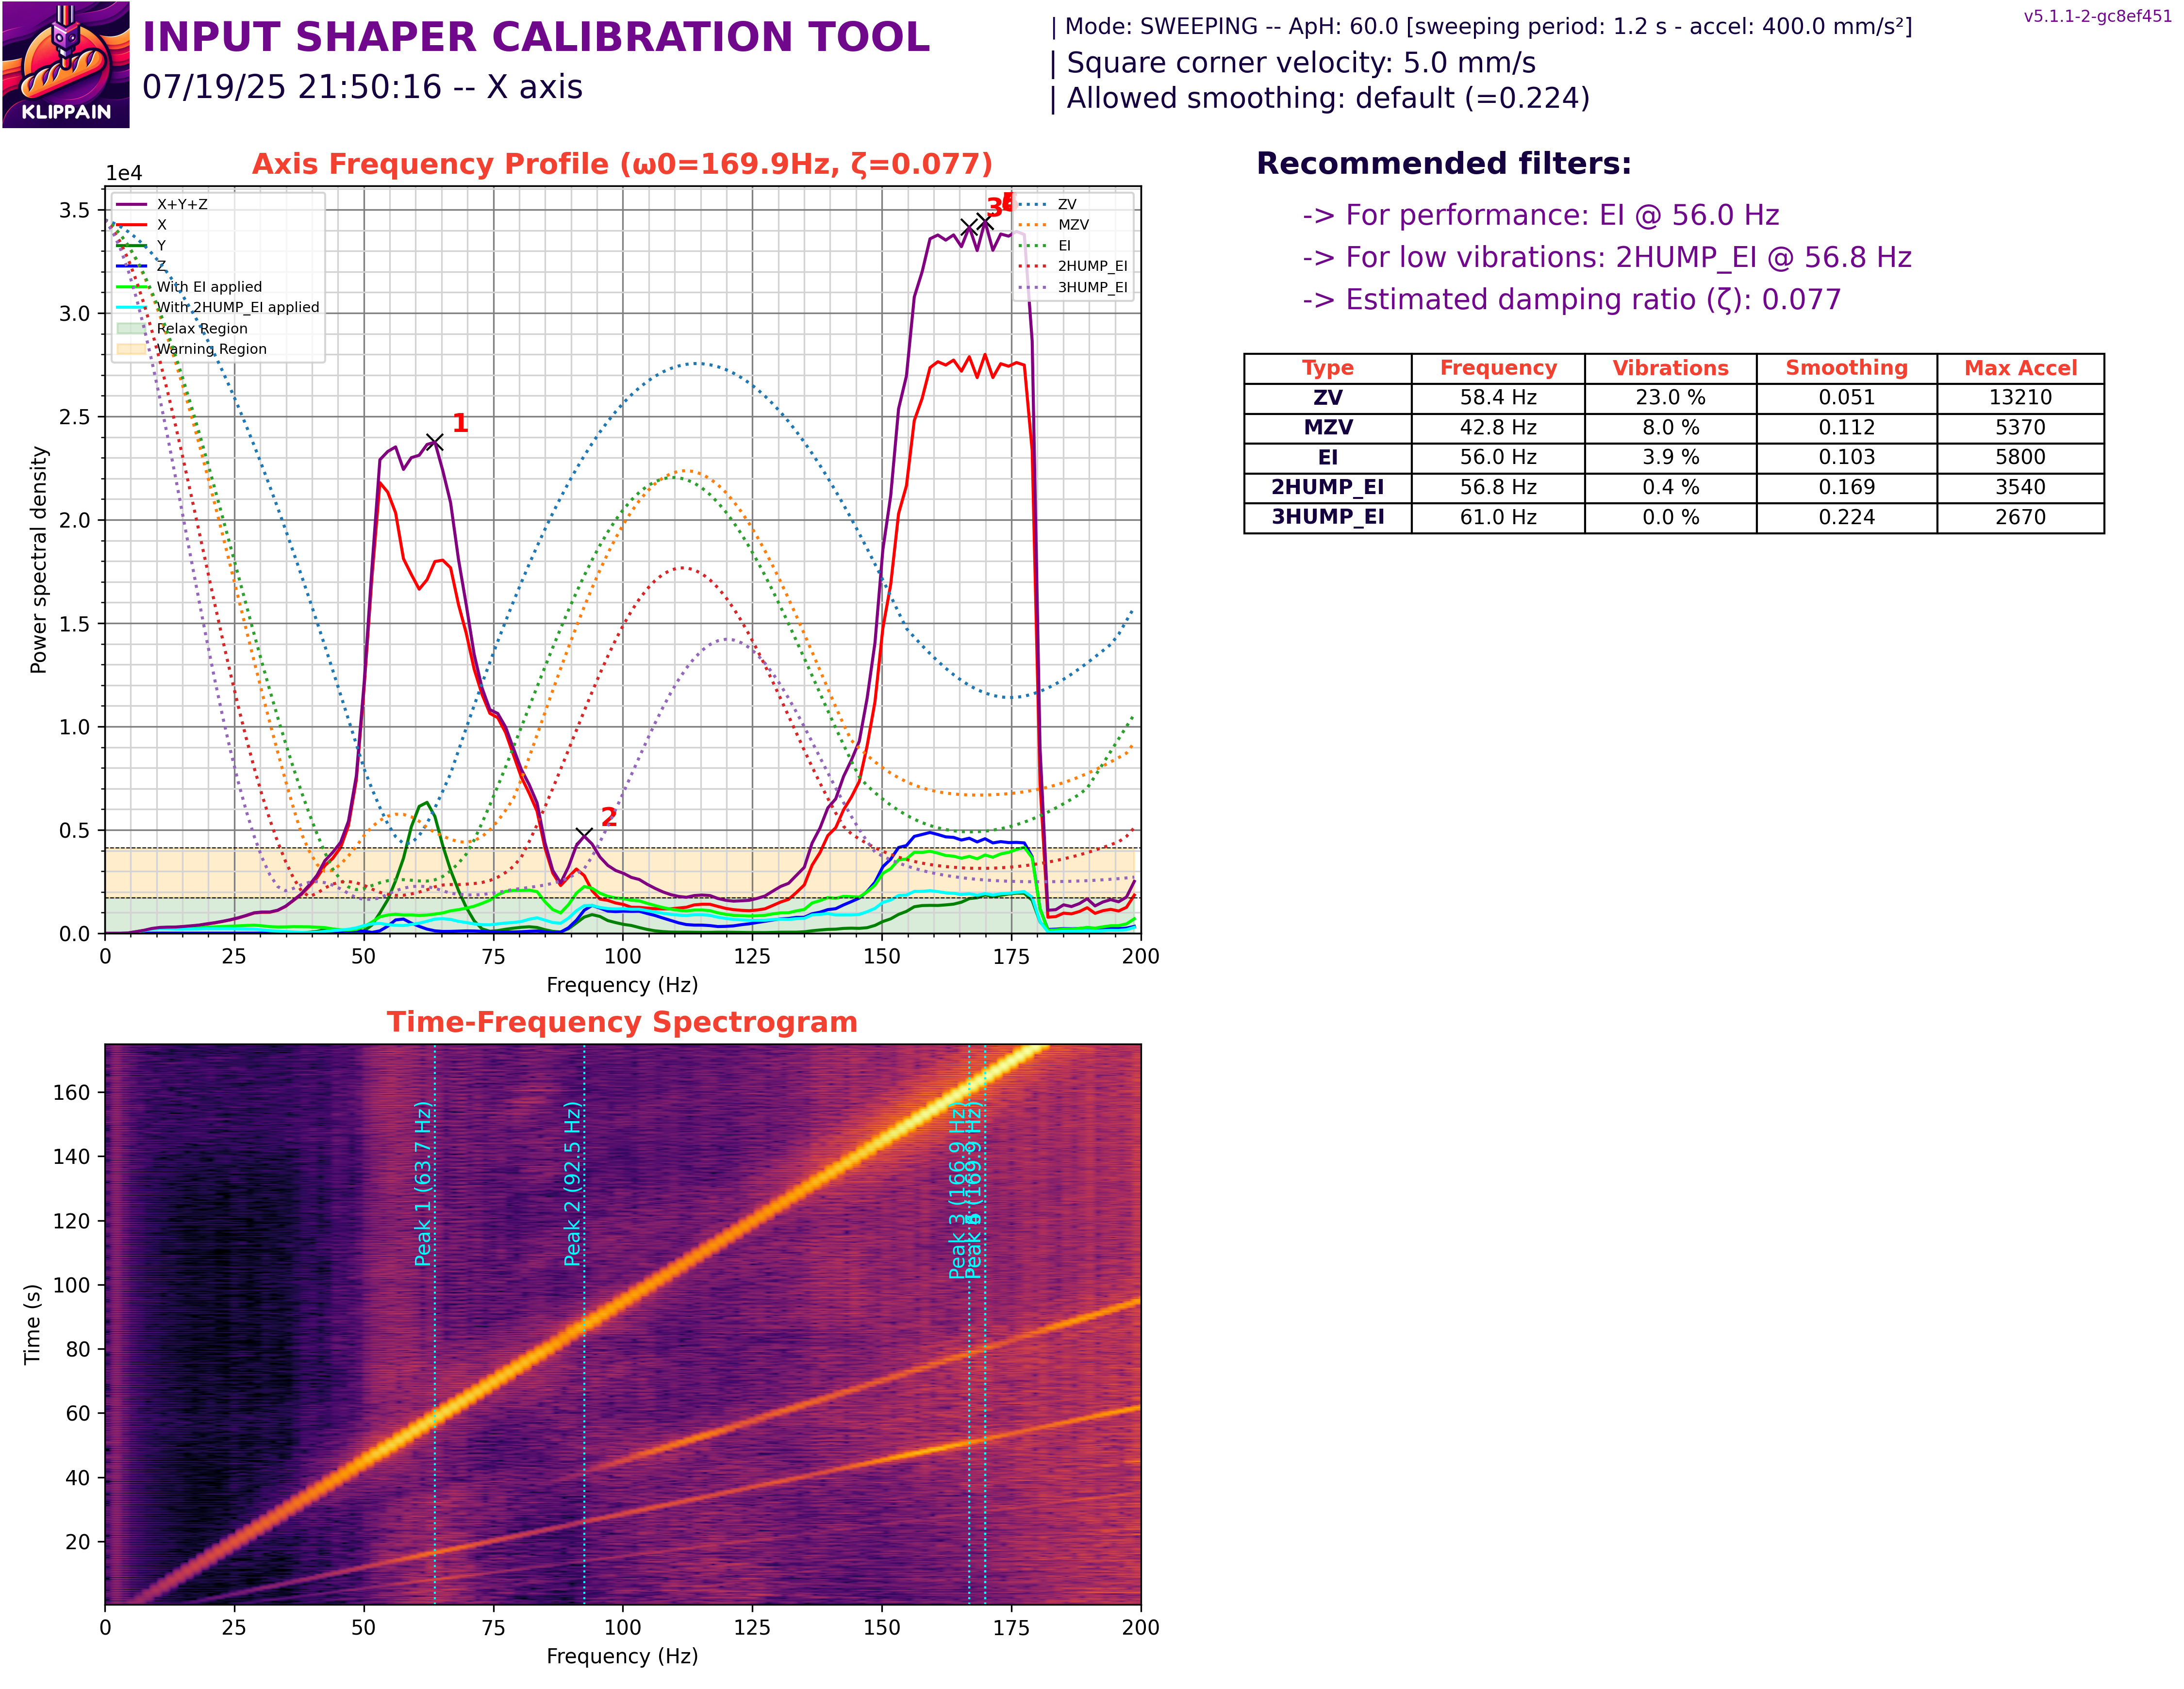 KLIPPAIN
INPUT SHAPER CALIBRATION TOOL
07/19/25 21:50:16 -- X axis
| Mode: SWEEPING -- ApH: 60.0 [sweeping period: 1.2 s - accel: 400.0 mm/s²]
| Square corner velocity: 5.0 mm/s
| Allowed smoothing: default (=0.224)
v5.1.1-2-gc8ef451
Axis Frequency Profile (ω0=169.9Hz, ζ=0.077)
1e4
X+Y+Z
X
Y
Z
With EI applied
With 2HUMP_EI applied
Relax Region
Warning Region
ZV
MZV
EI
2HUMP_EI
3HUMP_EI
1
2
3
Power spectral density
3.5
3.0
2.5
2.0
1.5
1.0
0.5
0.0
0 25 50 75 100 125 150 175 200
Frequency (Hz)
Recommended filters:
-> For performance: EI @ 56.0 Hz
-> For low vibrations: 2HUMP_EI @ 56.8 Hz
-> Estimated damping ratio (ζ): 0.077
Type Frequency Vibrations Smoothing Max Accel
ZV 58.4 Hz 23.0 % 0.051 13210
MZV 42.8 Hz 8.0 % 0.112 5370
EI 56.0 Hz 3.9 % 0.103 5800
2HUMP_EI 56.8 Hz 0.4 % 0.169 3540
3HUMP_EI 61.0 Hz 0.0 % 0.224 2670
Time-Frequency Spectrogram
Time (s)
160
140
120
100
80
60
40
20
Peak 1 (63.7 Hz)
Peak 2 (92.5 Hz)
Peak 3 (166.9 Hz)
Peak (169.9 Hz)
0 25 50 75 100 125 150 175 200
Frequency (Hz)